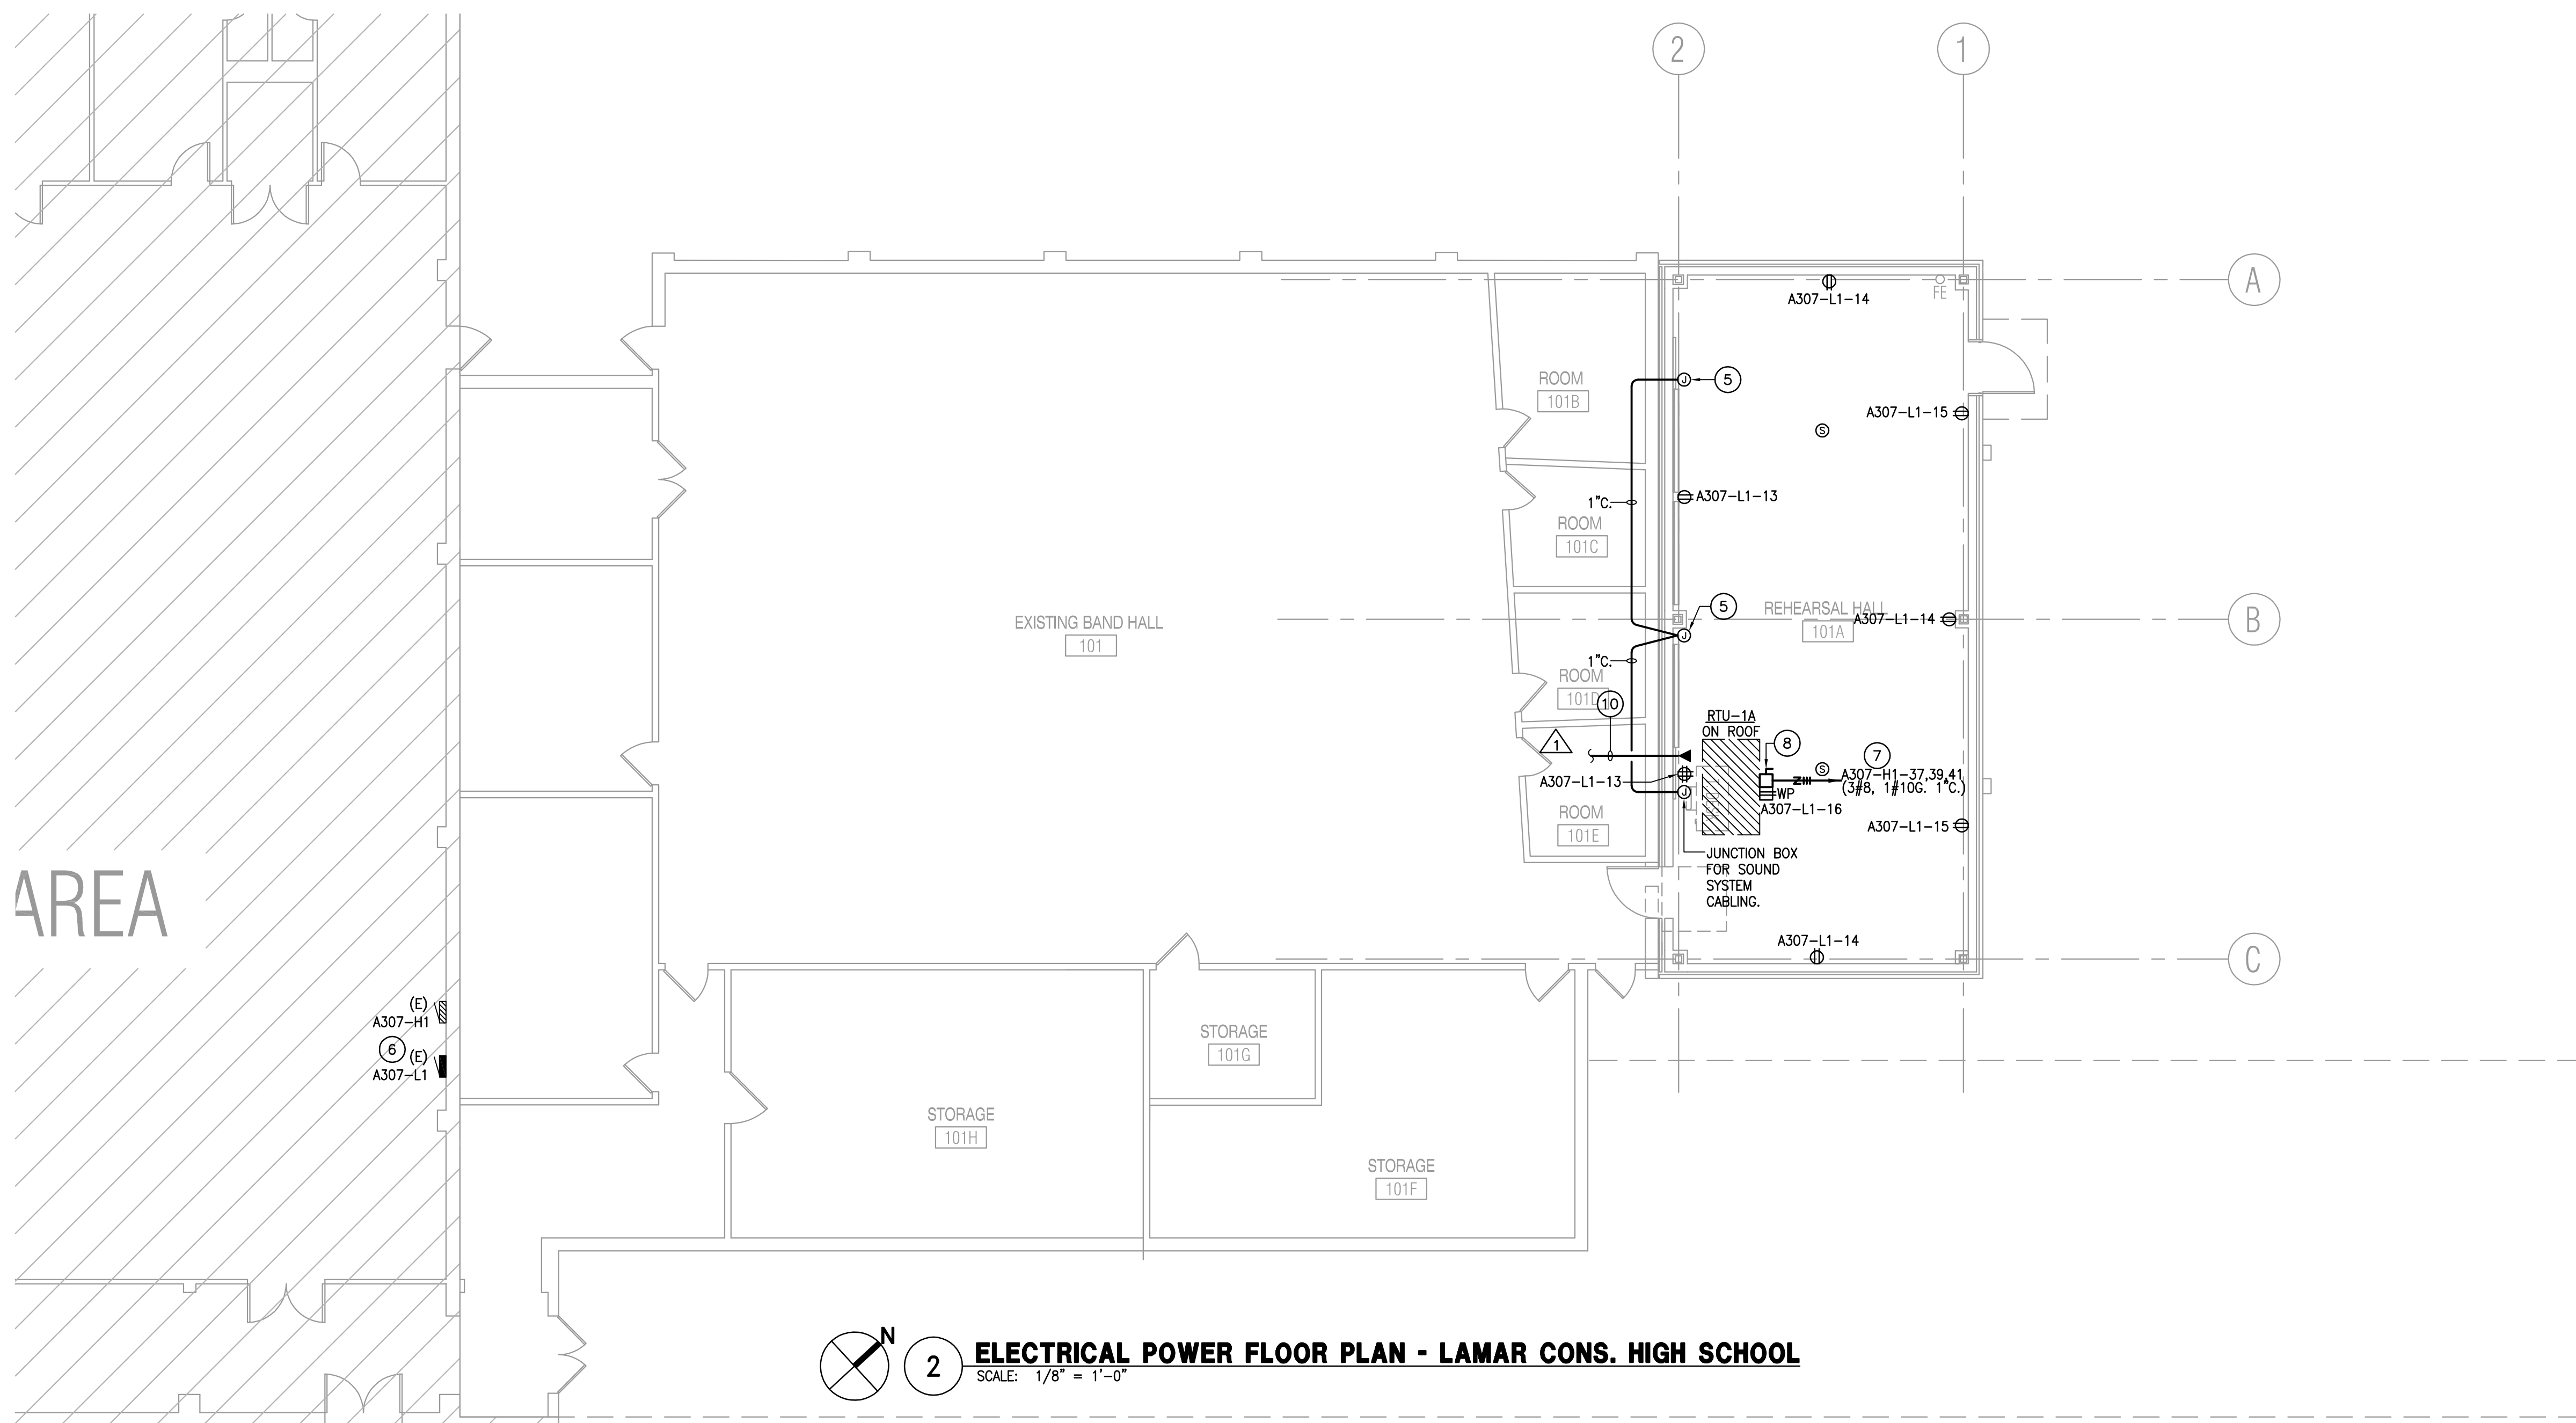 2
1
A
FE
A307-L1-14
ROOM
101B
5
A307-L1-15
S
J
1"C.
A307-L1-13
ROOM
101C
EXISTING BAND HALL
101
5
J
REHEARSAL HALL
101A
A307-L1-14
B
1"C.
ROOM
101D
10
1
RTU-1A
ON ROOF
8
7
S
A307-H1-37,39,41
(3#8, 1#10G. 1"C.)
WP
A307-L1-16
A307-L1-13
J
ROOM
101E
A307-L1-15
JUNCTION BOX
FOR SOUND
SYSTEM
CABLING.
AREA
A307-L1-14
C
(E)
A307-H1
6
(E)
A307-L1
STORAGE
101G
STORAGE
101H
STORAGE
101F
N
2
ELECTRICAL POWER FLOOR PLAN - LAMAR CONS. HIGH SCHOOL
SCALE: 1/8" = 1'-0"